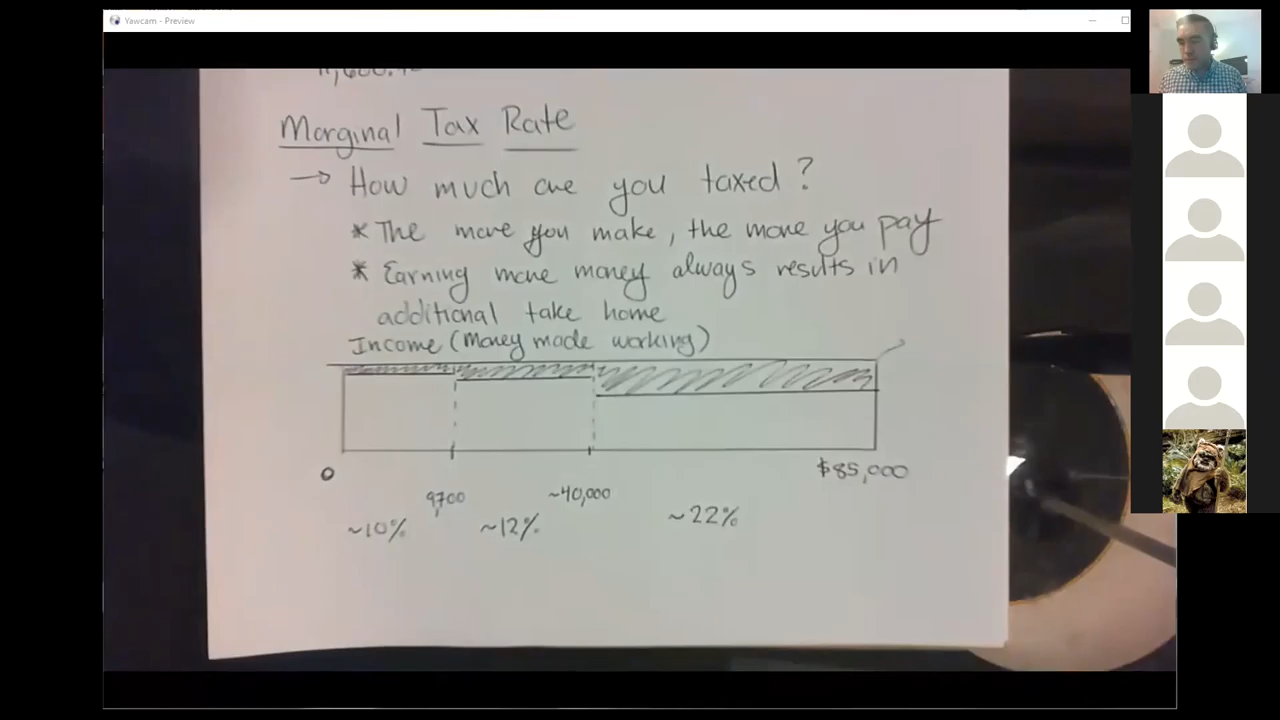 Yawcam - Preview
Marginal Tax Rate
→ How much are you taxed?
* The more you make, the more you pay
* Earning more money always results in
additional take home
Income (Money made working)
0
9,700
~40,000
$85,000
~10%
~12%
~22%